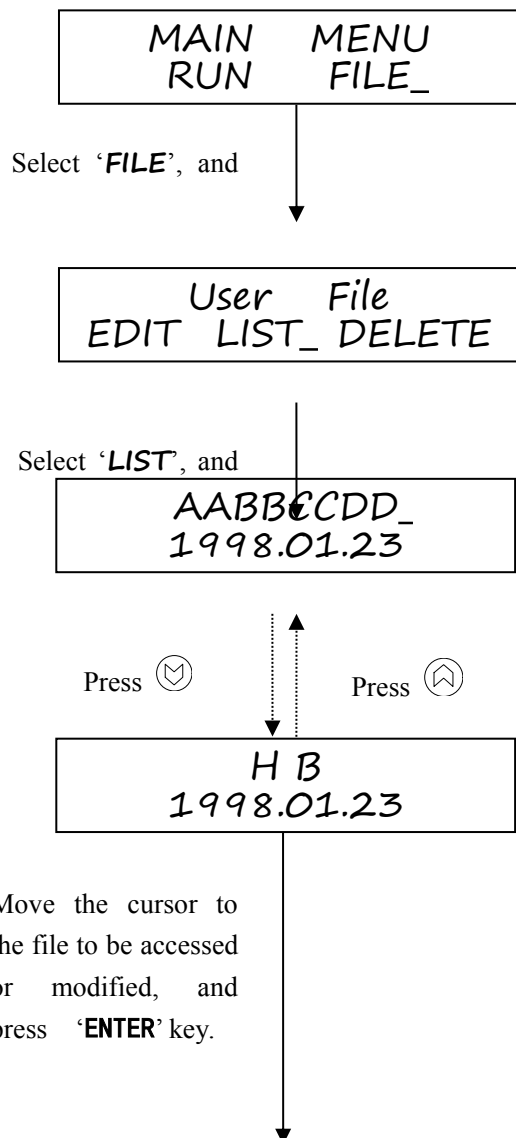 MAIN MENU
RUN FILE_
Select ‘FILE’, and
User File
EDIT LIST_ DELETE
Select ‘LIST’, and
AABBCCDD_
1998.01.23
Press
Press
H B
1998.01.23
Move the cursor to
the file to be accessed
or modified, and
press ‘ENTER’ key.